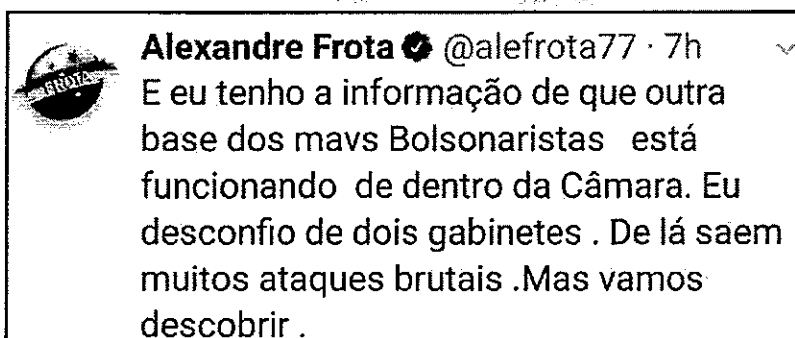 Alexandre Frota @alefrota77 · 7h
FROTA
E eu tenho a informação de que outra
base dos mavs Bolsonaristas está
funcionando de dentro da Câmara. Eu
desconfio de dois gabinetes . De lá saem
muitos ataques brutais .Mas vamos
descobrir .